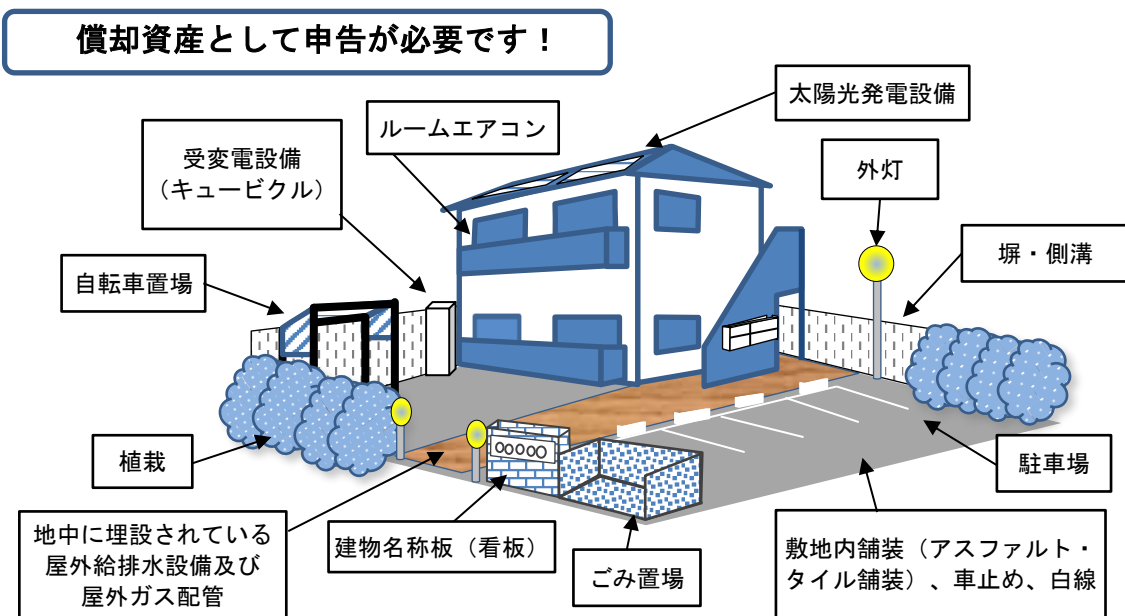 償却資産として申告が必要です！
太陽光発電設備
ルームエアコン
受変電設備
（キュービクル）
外灯
塀・側溝
自転車置場
植栽
駐車場
地中に埋設されている
屋外給排水設備及び
屋外ガス配管
建物名称板（看板）
ごみ置場
敷地内舗装（アスファルト・
タイル舗装）、車止め、白線
○○○○○